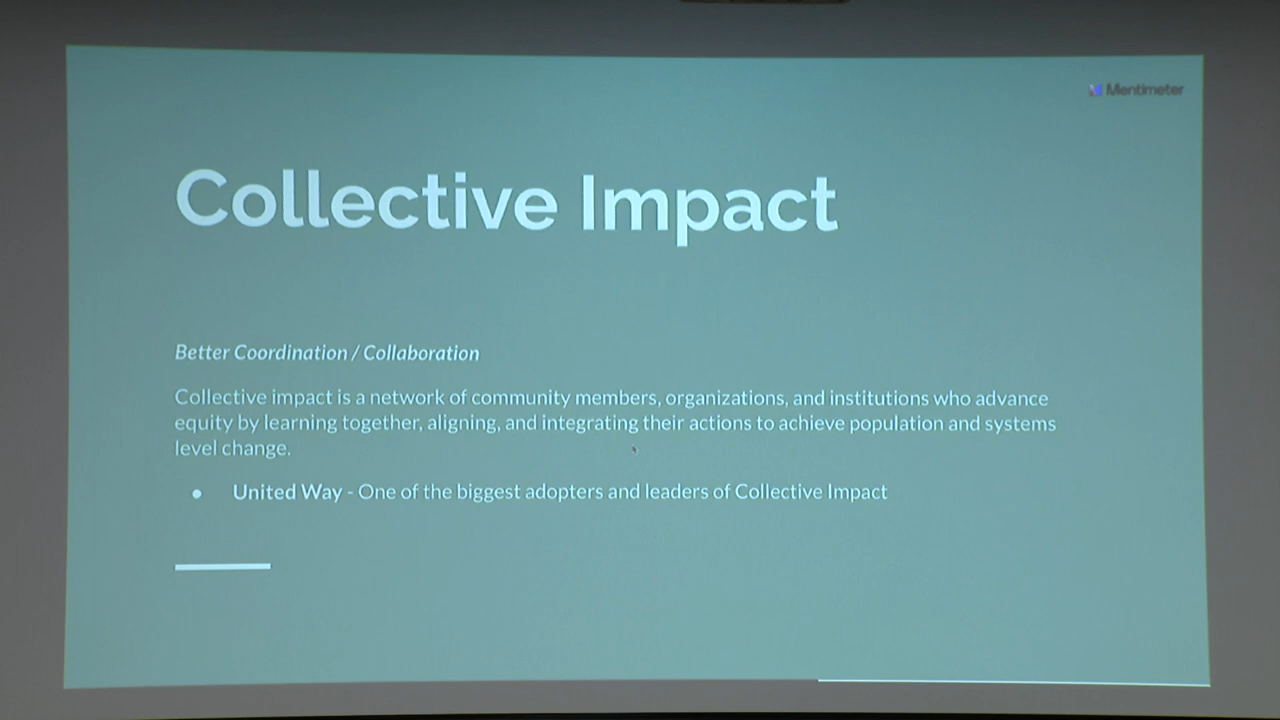 Mentimeter
Collective Impact
Better Coordination / Collaboration
Collective impact is a network of community members, organizations, and institutions who advance
equity by learning together, aligning, and integrating their actions to achieve population and systems
level change.
● United Way - One of the biggest adopters and leaders of Collective Impact